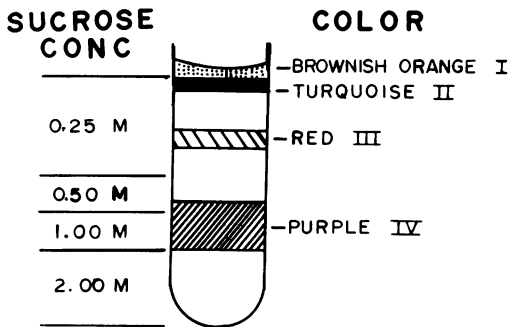 SUCROSE CONC
COLOR
BROWNISH ORANGE I
TURQUOISE II
0.25 M
RED III
0.50 M
1.00 M
PURPLE IV
2.00 M